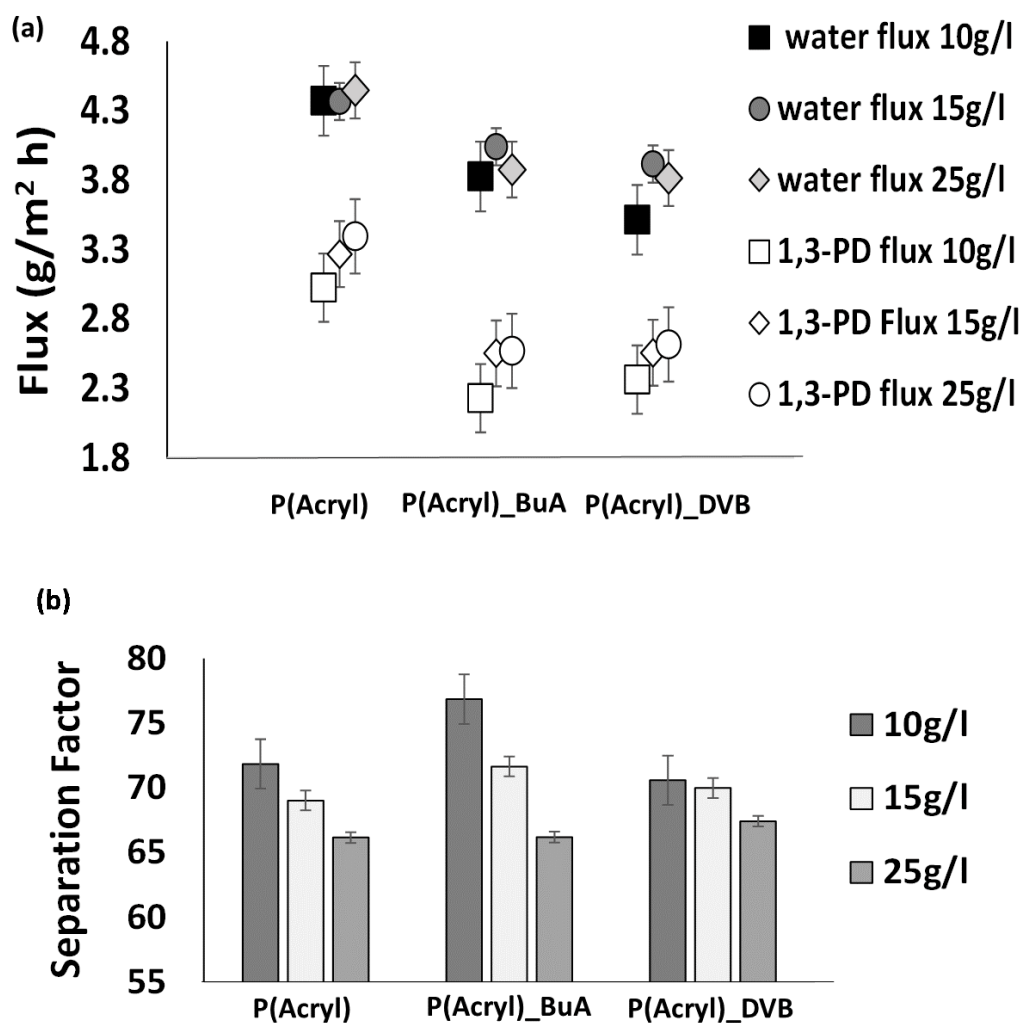 (a)
Flux (g/m² h)
4.8
4.3
3.8
3.3
2.8
2.3
1.8
P(Acryl)
P(Acryl)_BuA
P(Acryl)_DVB
water flux 10g/l
water flux 15g/l
water flux 25g/l
1,3-PD flux 10g/l
1,3-PD Flux 15g/l
1,3-PD flux 25g/l
(b)
Separation Factor
80
75
70
65
60
55
P(Acryl)
P(Acryl)_BuA
P(Acryl)_DVB
10g/l
15g/l
25g/l